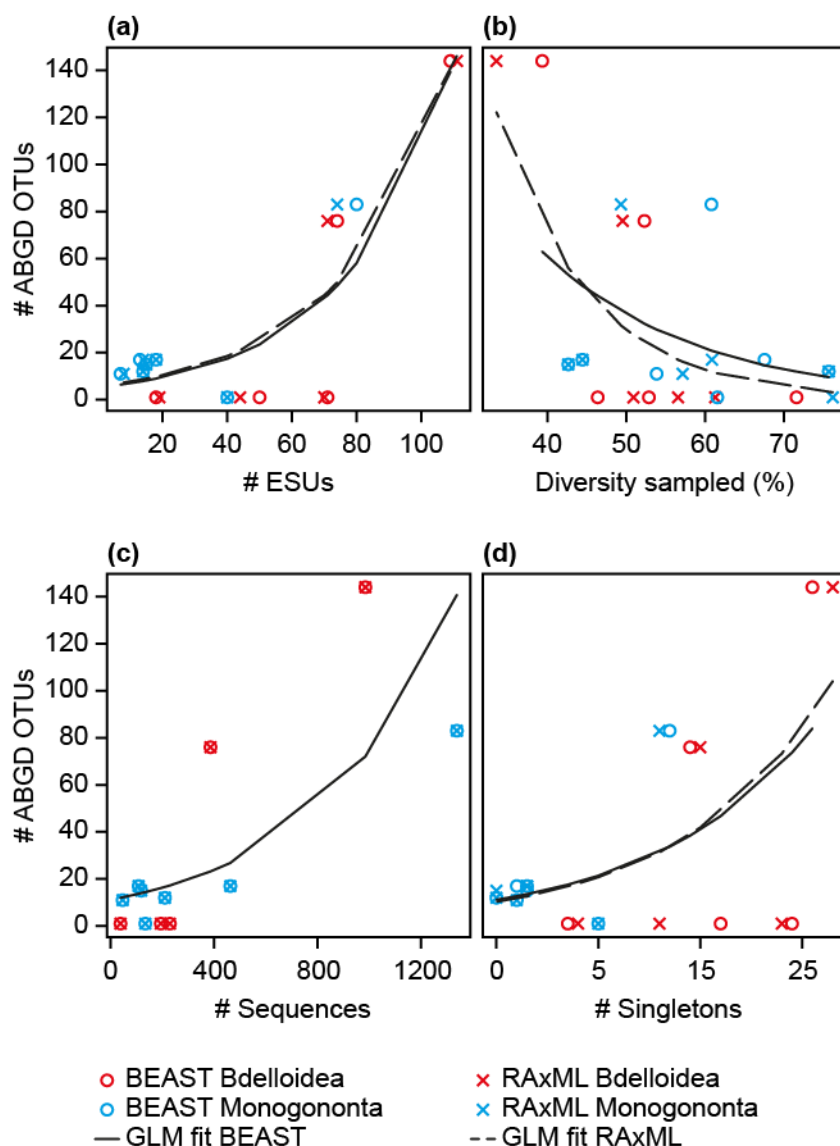 (a)
(b)
# ABGD OTUs
140
120
100
80
60
40
20
0
20 40 60 80 100
40 50 60 70
# ESUs
Diversity sampled (%)
(c)
(d)
# ABGD OTUs
140
120
100
80
60
40
20
0
0 400 800 1200
0 5 15 25
# Sequences
# Singletons
BEAST Bdelloidea
RAxML Bdelloidea
BEAST Monogononta
RAxML Monogononta
GLM fit BEAST
GLM fit RAxML